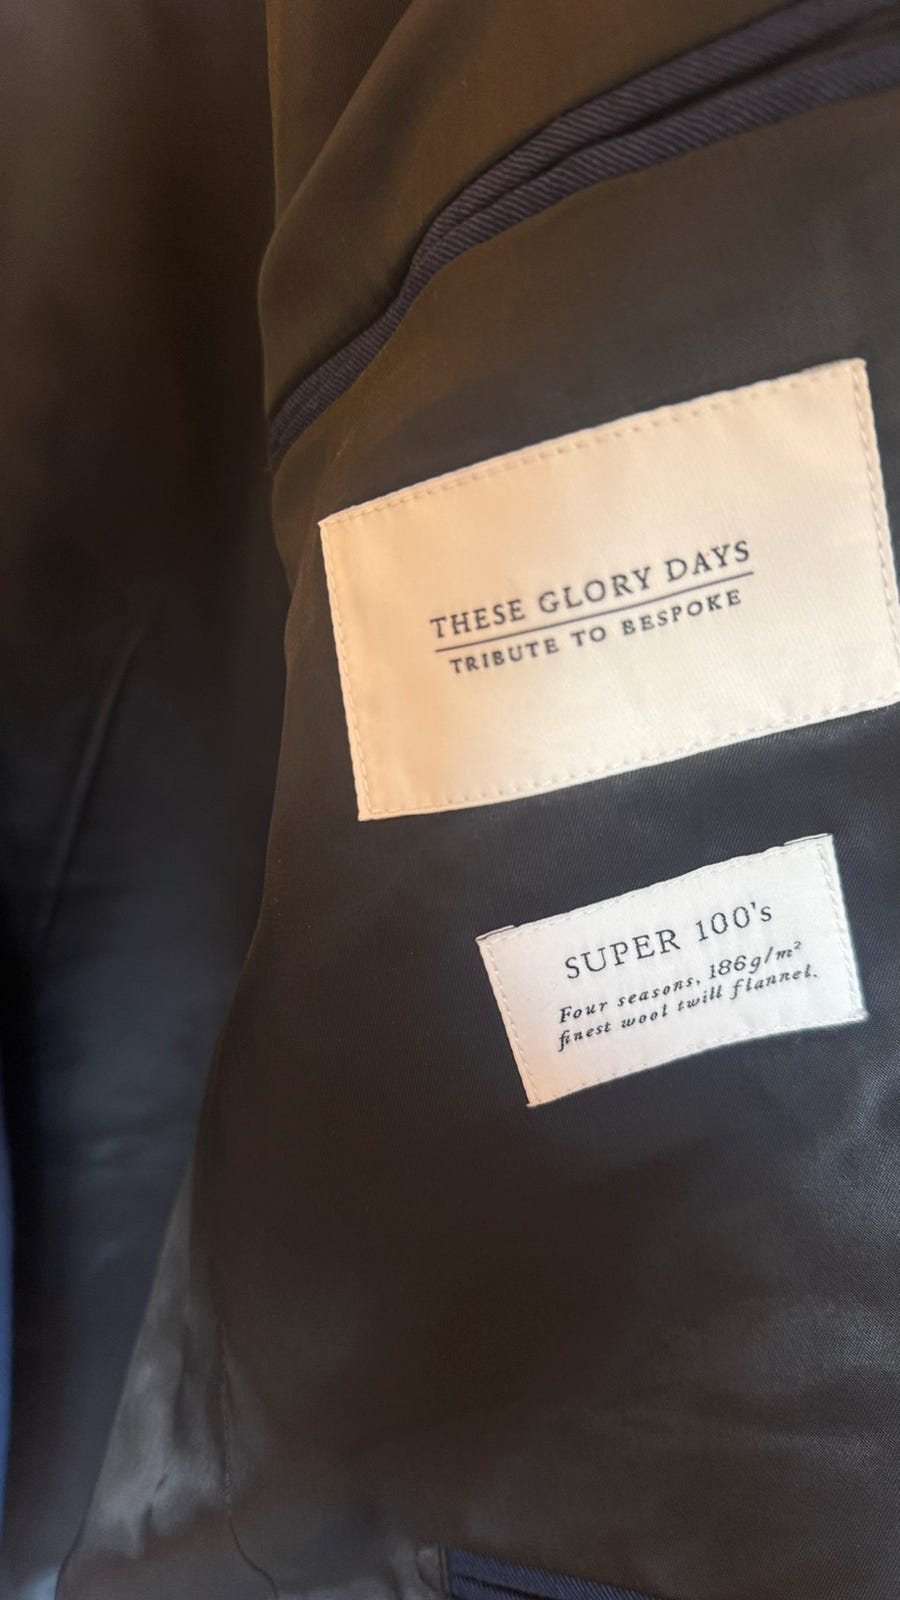 THESE GLORY DAYS
TRIBUTE TO BESPOKE
SUPER 100's
Four seasons, 186g/m²
finest wool twill flannel.